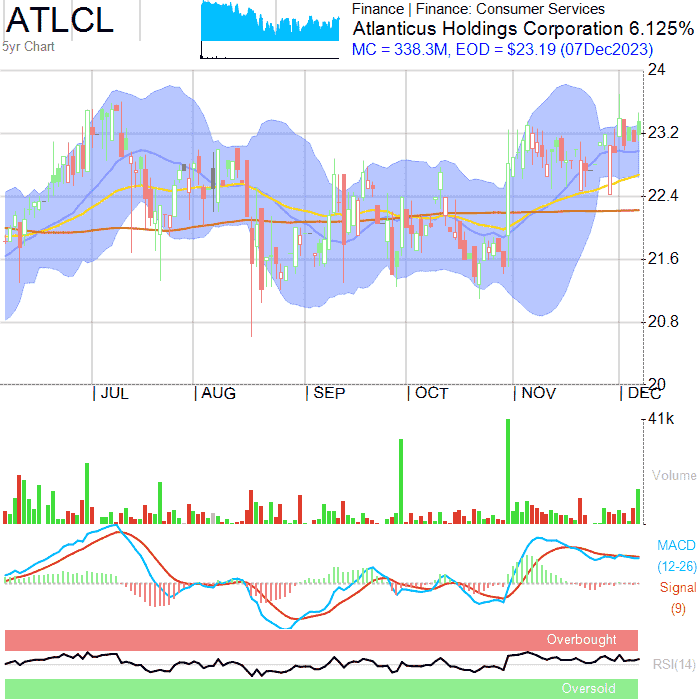 ATLCL
5yr Chart
Finance | Finance: Consumer Services
Atlanticus Holdings Corporation 6.125%
MC = 338.3M, EOD = $23.19 (07Dec2023)
24
23.2
22.4
21.6
20.8
20
| JUL | AUG | SEP | OCT | NOV | DEC
41k
Volume
MACD
(12-26)
Signal
(9)
Overbought
RSI(14)
Oversold